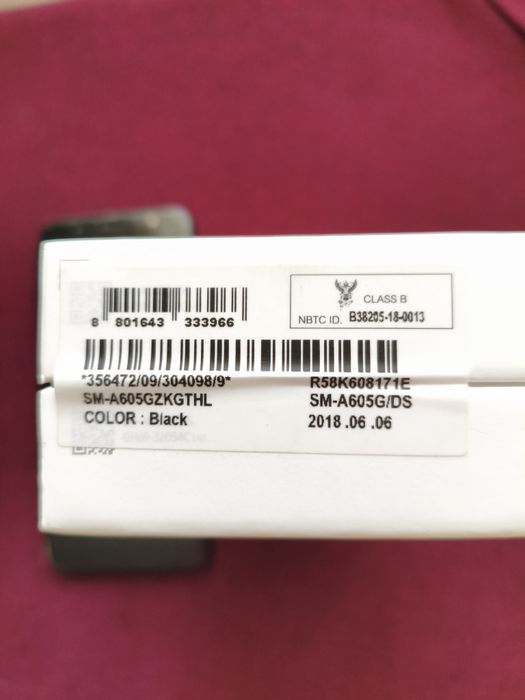 CLASS B
NBTC ID. B38205-18-0013
8 801643 333966
*356472/09/304098/9*
R58K608171E
SM-A605GZKGTHL
SM-A605G/DS
COLOR : Black
2018 .06 .06